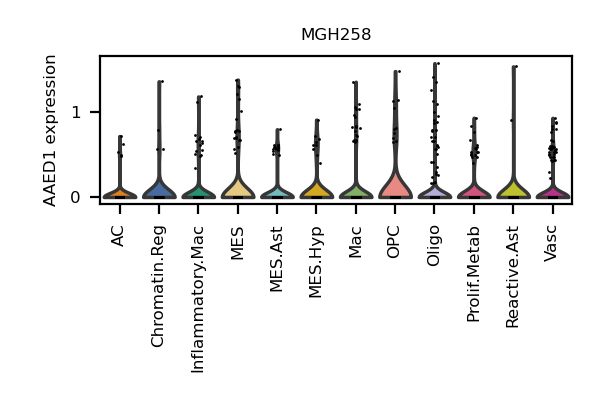 MGH258
AAED1 expression
1
0
AC
Chromatin.Reg
Inflammatory.Mac
MES
MES.Ast
MES.Hyp
Mac
OPC
Oligo
Prolif.Metab
Reactive.Ast
Vasc